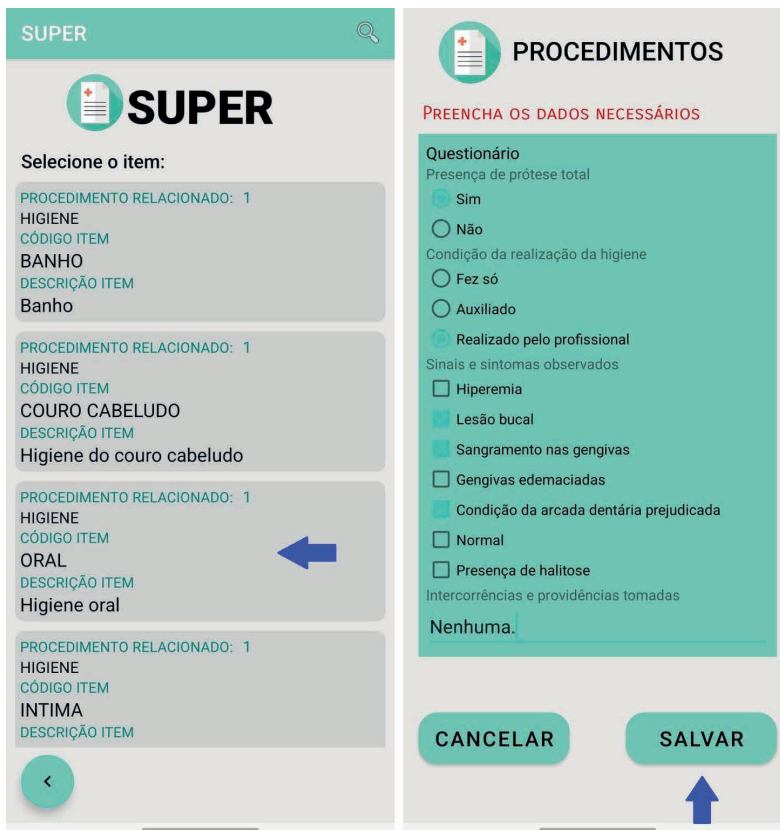 SUPER
SUPER
Selecione o item:
PROCEDIMENTO RELACIONADO: 1
HIGIENE
CÓDIGO ITEM
BANHO
DESCRIÇÃO ITEM
Banho
PROCEDIMENTO RELACIONADO: 1
HIGIENE
CÓDIGO ITEM
COURO CABELUDO
DESCRIÇÃO ITEM
Higiene do couro cabeludo
PROCEDIMENTO RELACIONADO: 1
HIGIENE
CÓDIGO ITEM
ORAL
DESCRIÇÃO ITEM
Higiene oral
PROCEDIMENTO RELACIONADO: 1
HIGIENE
CÓDIGO ITEM
INTIMA
DESCRIÇÃO ITEM
PROCEDIMENTOS
PREENCHA OS DADOS NECESSÁRIOS
Questionário
Presença de prótese total
Sim
Não
Condição da realização da higiene
Fez só
Auxiliado
Realizado pelo profissional
Sinais e sintomas observados
Hiperemia
Lesão bucal
Sangramento nas gengivas
Gengivas edemaciadas
Condição da arcada dentária prejudicada
Normal
Presença de halitose
Intercorrências e providências tomadas
Nenhuma.
CANCELAR
SALVAR